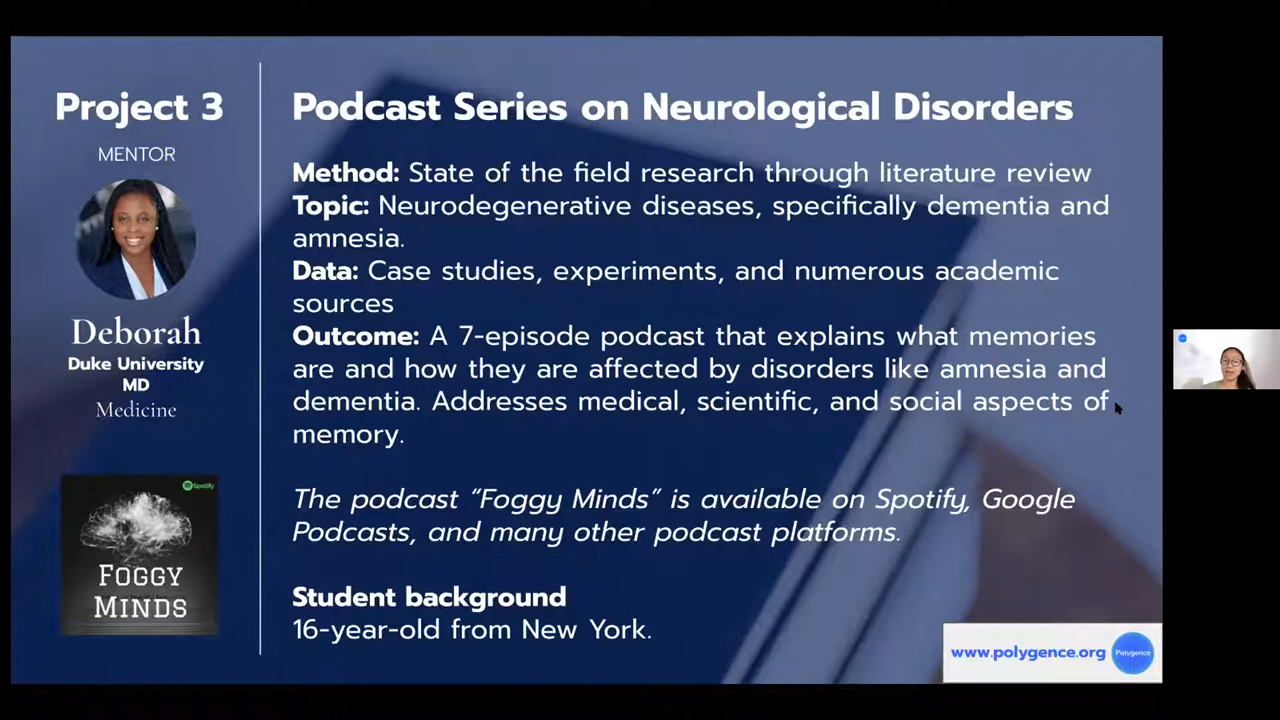 Project 3
MENTOR
Deborah
Duke University
MD
Medicine
Spotify
FOGGY
MINDS
Podcast Series on Neurological Disorders
Method: State of the field research through literature review
Topic: Neurodegenerative diseases, specifically dementia and
amnesia.
Data: Case studies, experiments, and numerous academic
sources
Outcome: A 7-episode podcast that explains what memories
are and how they are affected by disorders like amnesia and
dementia. Addresses medical, scientific, and social aspects of
memory.
The podcast “Foggy Minds” is available on Spotify, Google
Podcasts, and many other podcast platforms.
Student background
16-year-old from New York.
www.polygence.org
Polygence